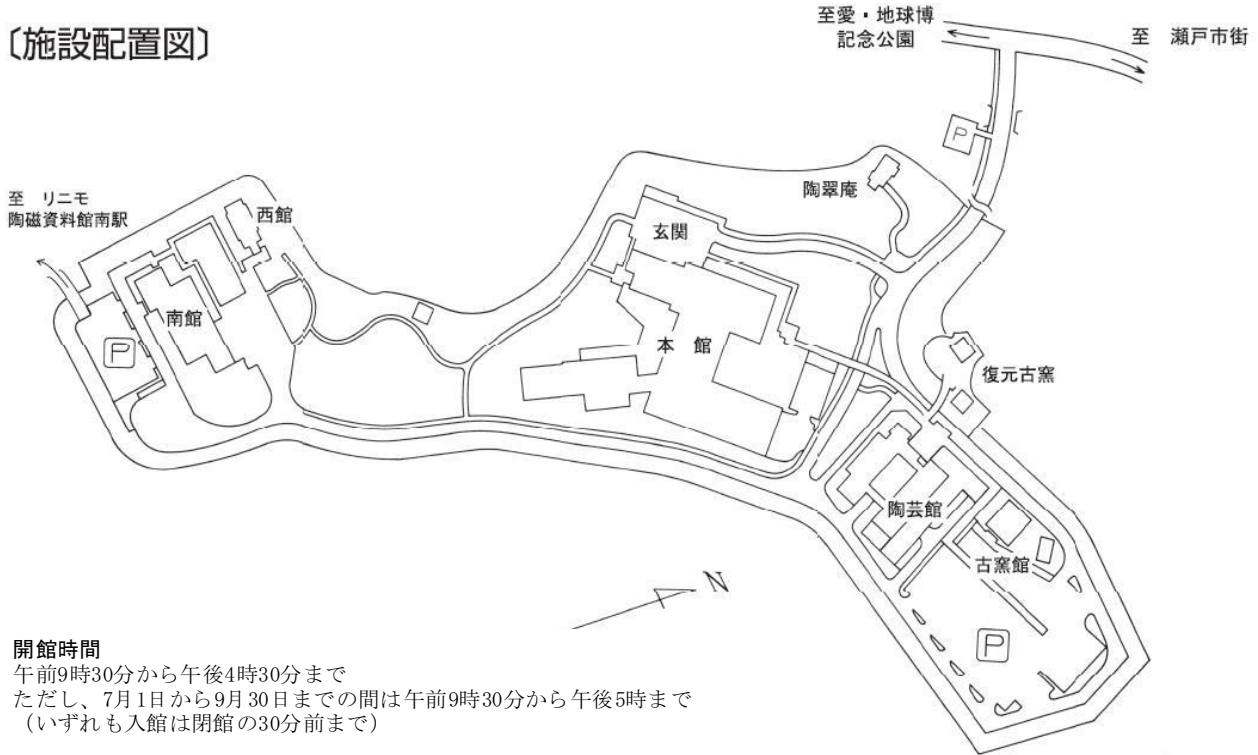 〔施設配置図〕
至愛・地球博
記念公園
至　瀬戸市街
P
陶翠庵
至　リニモ
陶磁資料館南駅
西館
玄関
南館
P
本　館
復元古窯
陶芸館
古窯館
N
P
開館時間
午前9時30分から午後4時30分まで
ただし、7月1日から9月30日までの間は午前9時30分から午後5時まで
（いずれも入館は閉館の30分前まで）